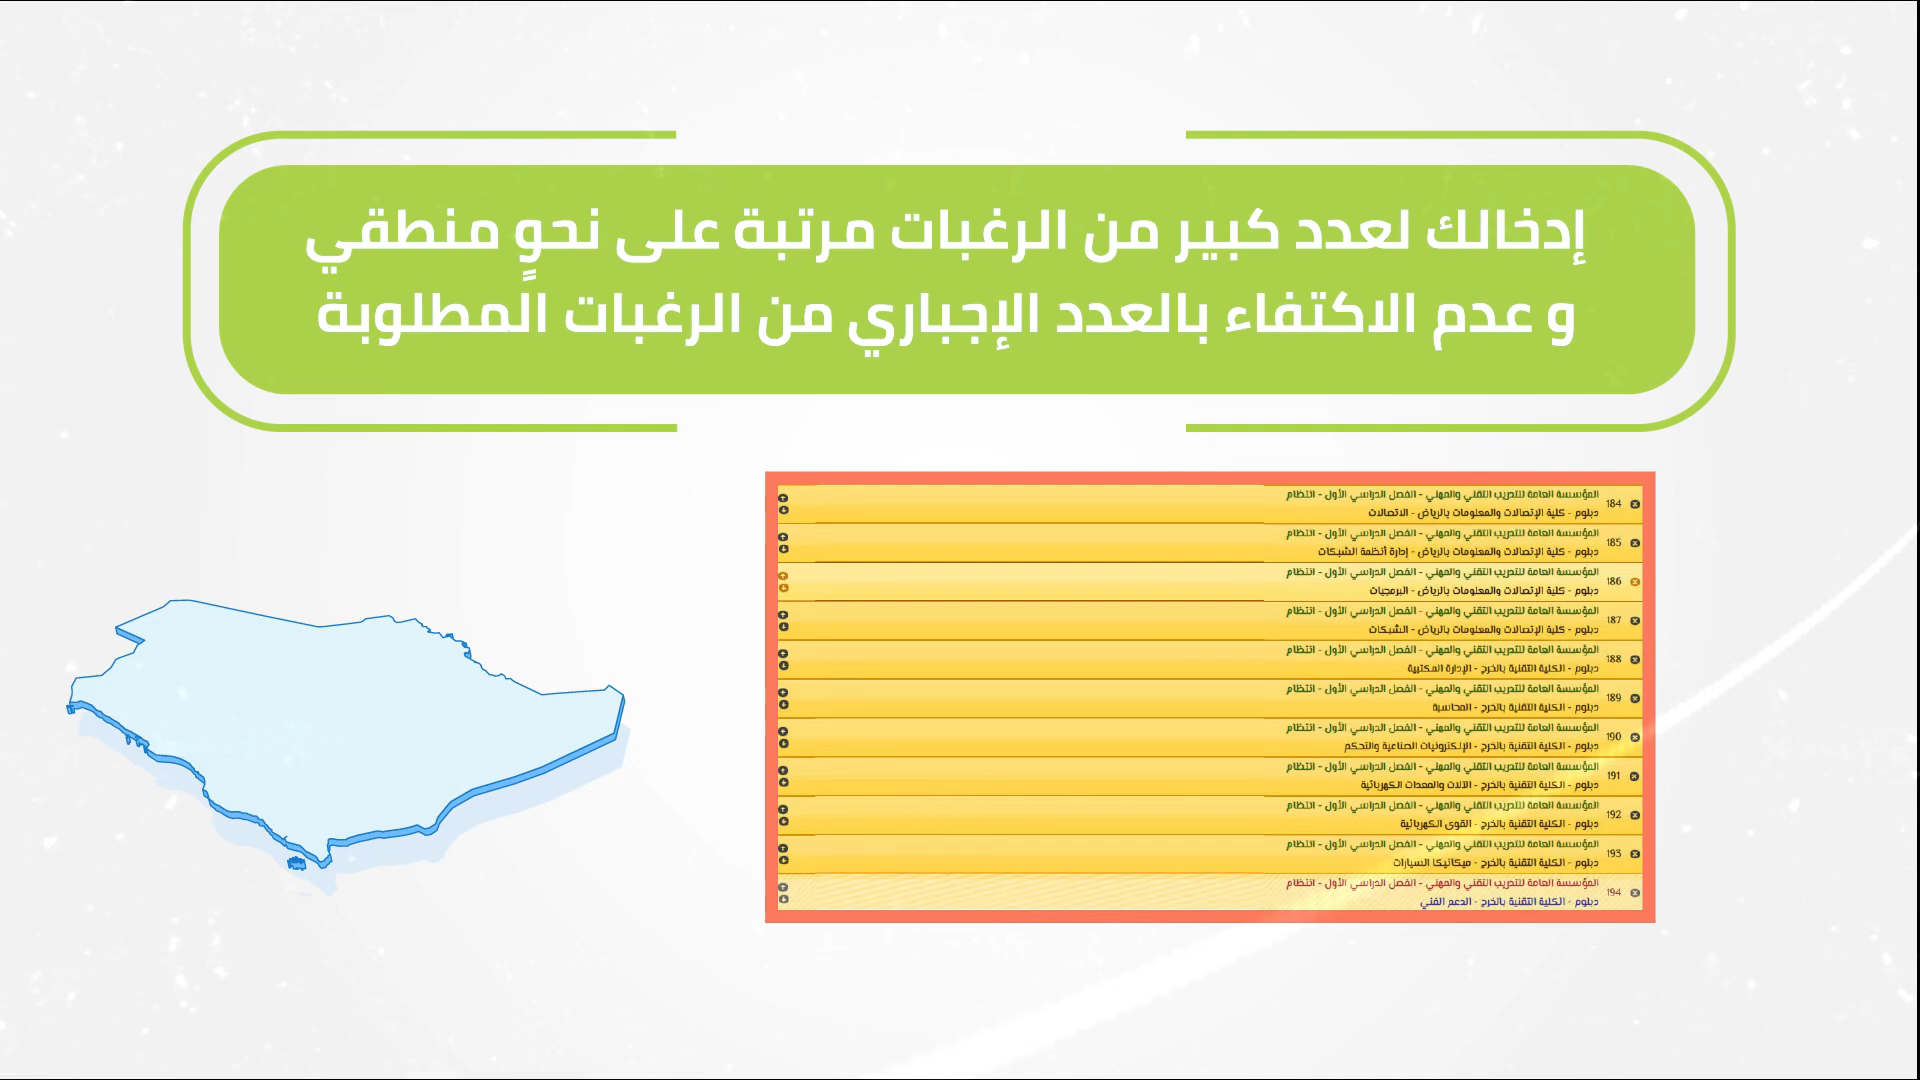 إدخالك لعدد كبير من الرغبات مرتبة على نحوٍ منطقي
و عدم الاكتفاء بالعدد الإجباري من الرغبات المطلوبةً
184 المؤسسة العامة للتدريب التقني والمهني - الفصل الدراسي الأول - انتظام
دبلوم - كلية الإتصالات والمعلومات بالرياض - الاتصالات
185 المؤسسة العامة للتدريب التقني والمهني - الفصل الدراسي الأول - انتظام
دبلوم - كلية الإتصالات والمعلومات بالرياض - إدارة أنظمة الشبكات
186 المؤسسة العامة للتدريب التقني والمهني - الفصل الدراسي الأول - انتظام
دبلوم - كلية الإتصالات والمعلومات بالرياض - البرمجيات
187 المؤسسة العامة للتدريب التقني والمهني - الفصل الدراسي الأول - انتظام
دبلوم - كلية الإتصالات والمعلومات بالرياض - الشبكات
188 المؤسسة العامة للتدريب التقني والمهني - الفصل الدراسي الأول - انتظام
دبلوم - الكلية التقنية بالخرج - الإدارة المكتبية
189 المؤسسة العامة للتدريب التقني والمهني - الفصل الدراسي الأول - انتظام
دبلوم - الكلية التقنية بالخرج - المحاسبة
190 المؤسسة العامة للتدريب التقني والمهني - الفصل الدراسي الأول - انتظام
دبلوم - الكلية التقنية بالخرج - الإلكترونيات الصناعية والتحكم
191 المؤسسة العامة للتدريب التقني والمهني - الفصل الدراسي الأول - انتظام
دبلوم - الكلية التقنية بالخرج - الآلات والمعدات الكهربائية
192 المؤسسة العامة للتدريب التقني والمهني - الفصل الدراسي الأول - انتظام
دبلوم - الكلية التقنية بالخرج - القوى الكهربائية
193 المؤسسة العامة للتدريب التقني والمهني - الفصل الدراسي الأول - انتظام
دبلوم - الكلية التقنية بالخرج - ميكانيكا السيارات
194 المؤسسة العامة للتدريب التقني والمهني - الفصل الدراسي الأول - انتظام
دبلوم - الكلية التقنية بالخرج - الدعم الفني